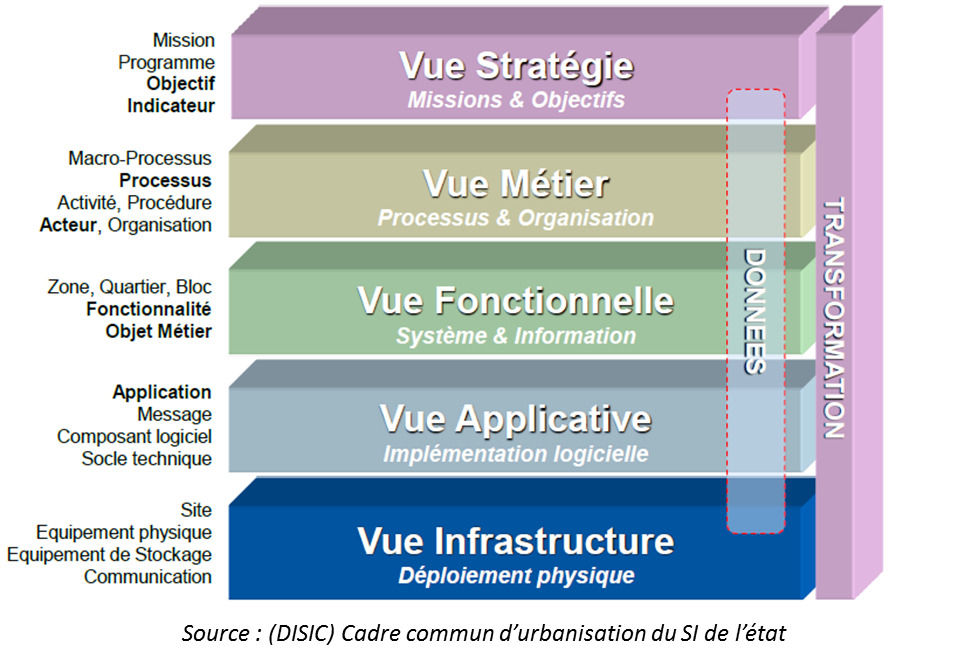 Mission
Programme
Objectif
Indicateur
Vue Stratégie
Missions & Objectifs
Macro-Processus
Processus
Activité, Procédure
Acteur, Organisation
Vue Métier
Processus & Organisation
Zone, Quartier, Bloc
Fonctionnalité
Objet Métier
Vue Fonctionnelle
Système & Information
Application
Message
Composant logiciel
Socle technique
Vue Applicative
Implémentation logicielle
Site
Equipement physique
Equipement de Stockage
Communication
Vue Infrastructure
Déploiement physique
DONNEES
TRANSFORMATION
Source : (DISIC) Cadre commun d’urbanisation du SI de l’état